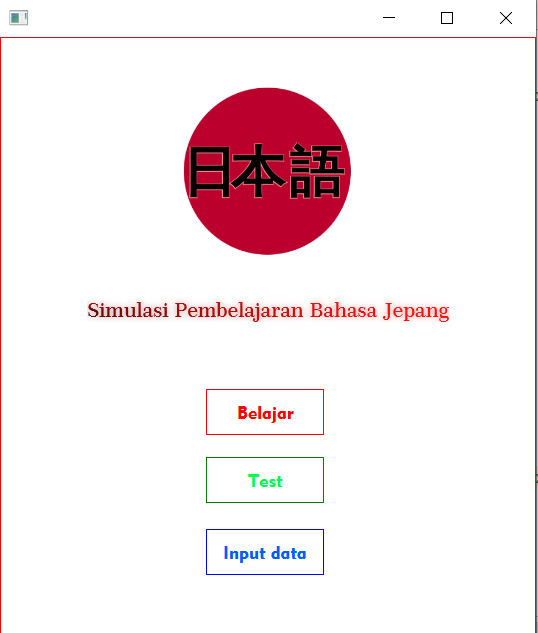 日本語
Simulasi Pembelajaran Bahasa Jepang
Belajar
Test
Input data